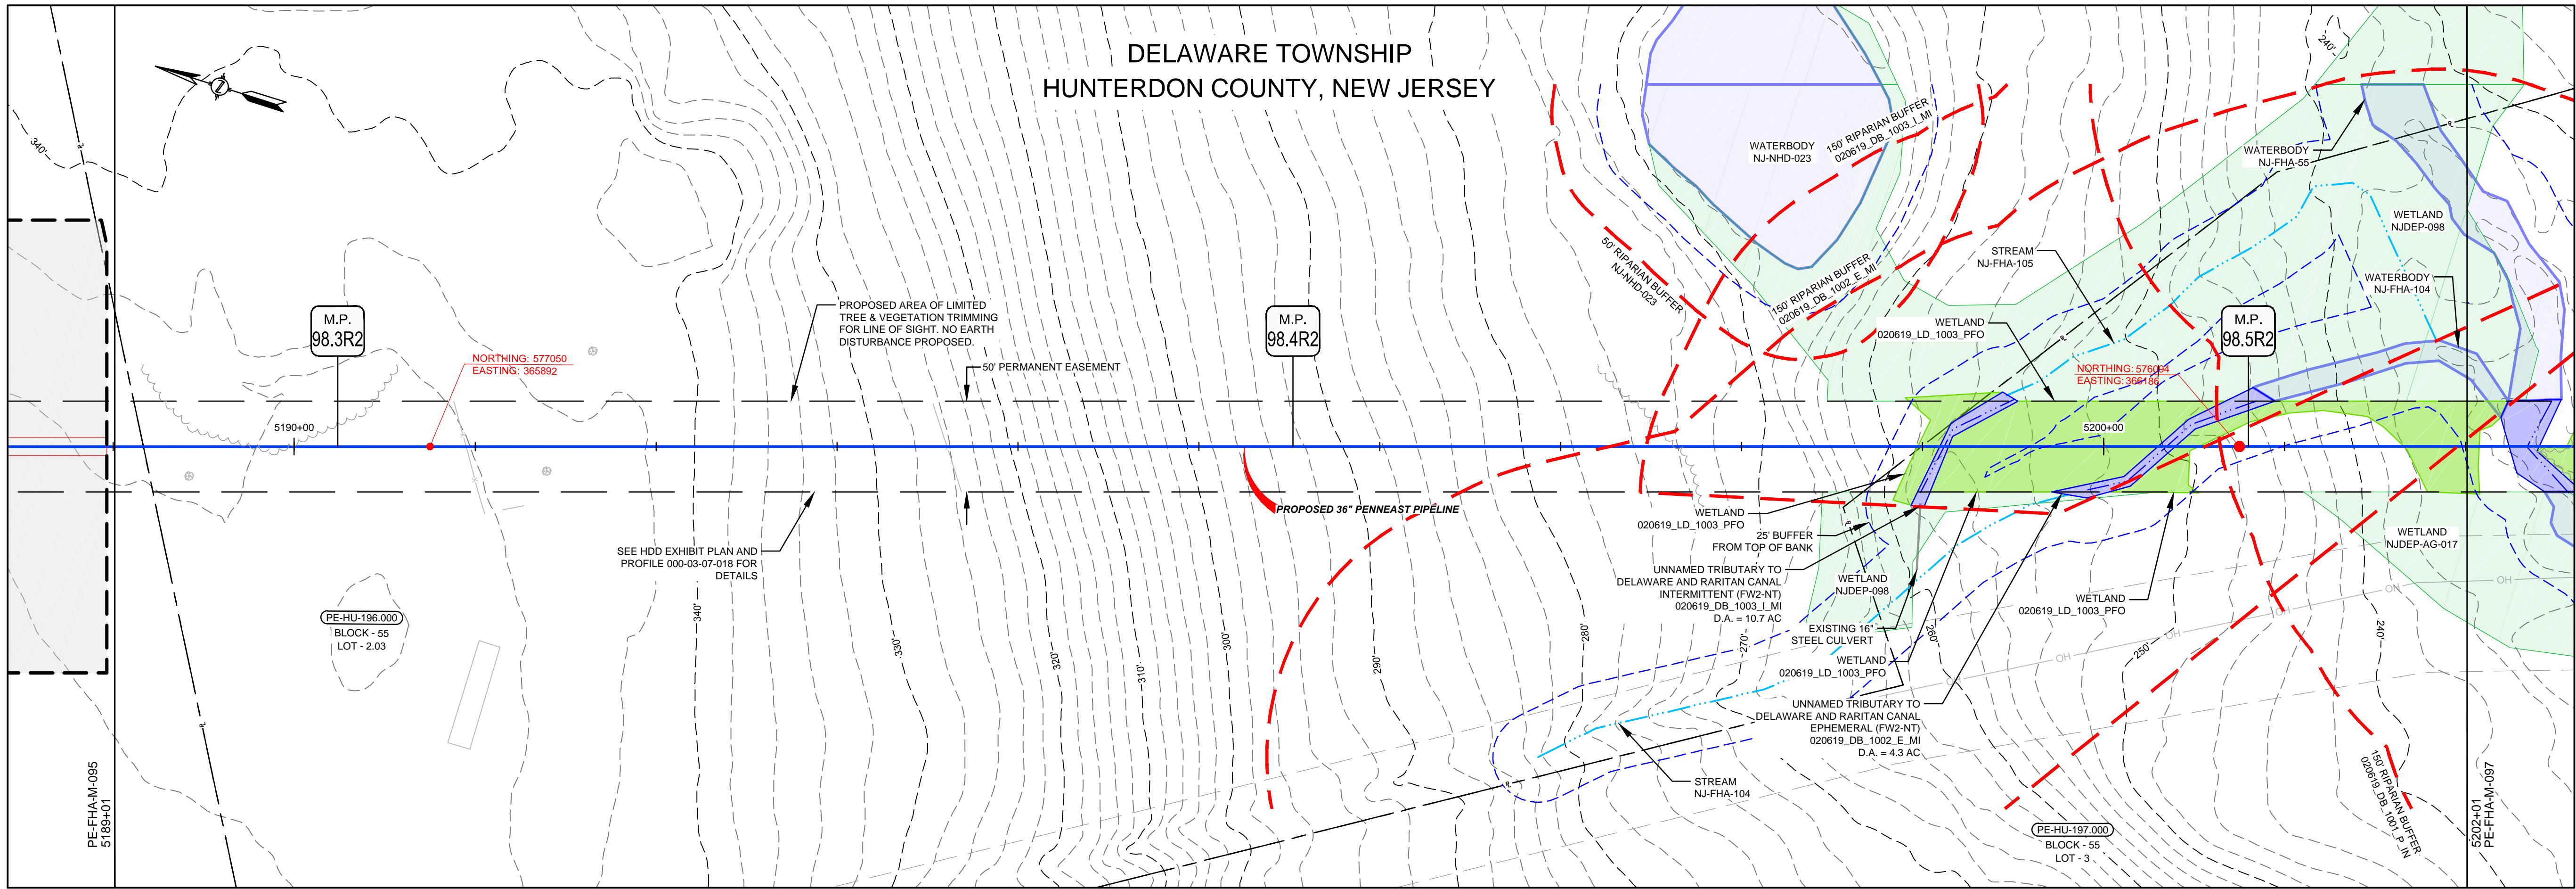 DELAWARE TOWNSHIP
HUNTERDON COUNTY, NEW JERSEY
340'
M.P.
98.3R2
NORTHING: 577050
EASTING: 365892
5190+00
PROPOSED AREA OF LIMITED
TREE & VEGETATION TRIMMING
FOR LINE OF SIGHT. NO EARTH
DISTURBANCE PROPOSED.
50' PERMANENT EASEMENT
M.P.
98.4R2
PROPOSED 36" PENNEAST PIPELINE
SEE HDD EXHIBIT PLAN AND
PROFILE 000-03-07-018 FOR
DETAILS
PE-HU-196.000
BLOCK - 55
LOT - 2.03
PE-FHA-M-095
5189+01
340'
330'
320'
310'
300'
290'
280'
270'
260'
250'
240'
240'
WATERBODY
NJ-NHD-023
150' RIPARIAN BUFFER
020619_DB_1003_I_MI
50' RIPARIAN BUFFER
NJ-NHD-023
150' RIPARIAN BUFFER
020619_DB_1002_E_MI
WATERBODY
NJ-FHA-55
STREAM
NJ-FHA-105
WETLAND
NJDEP-098
WATERBODY
NJ-FHA-104
WETLAND
020619_LD_1003_PFO
M.P.
98.5R2
NORTHING: 576094
EASTING: 366186
5200+00
WETLAND
020619_LD_1003_PFO
25' BUFFER
FROM TOP OF BANK
UNNAMED TRIBUTARY TO
DELAWARE AND RARITAN CANAL
INTERMITTENT (FW2-NT)
020619_DB_1003_I_MI
D.A. = 10.7 AC
WETLAND
NJDEP-098
EXISTING 16"
STEEL CULVERT
WETLAND
020619_LD_1003_PFO
UNNAMED TRIBUTARY TO
DELAWARE AND RARITAN CANAL
EPHEMERAL (FW2-NT)
020619_DB_1002_E_MI
D.A. = 4.3 AC
STREAM
NJ-FHA-104
WETLAND
020619_LD_1003_PFO
WETLAND
NJDEP-AG-017
OH
OH
OH
OH
150' RIPARIAN BUFFER
020619_DB_1001_P_IN
PE-HU-197.000
BLOCK - 55
LOT - 3
5202+01
PE-FHA-M-097